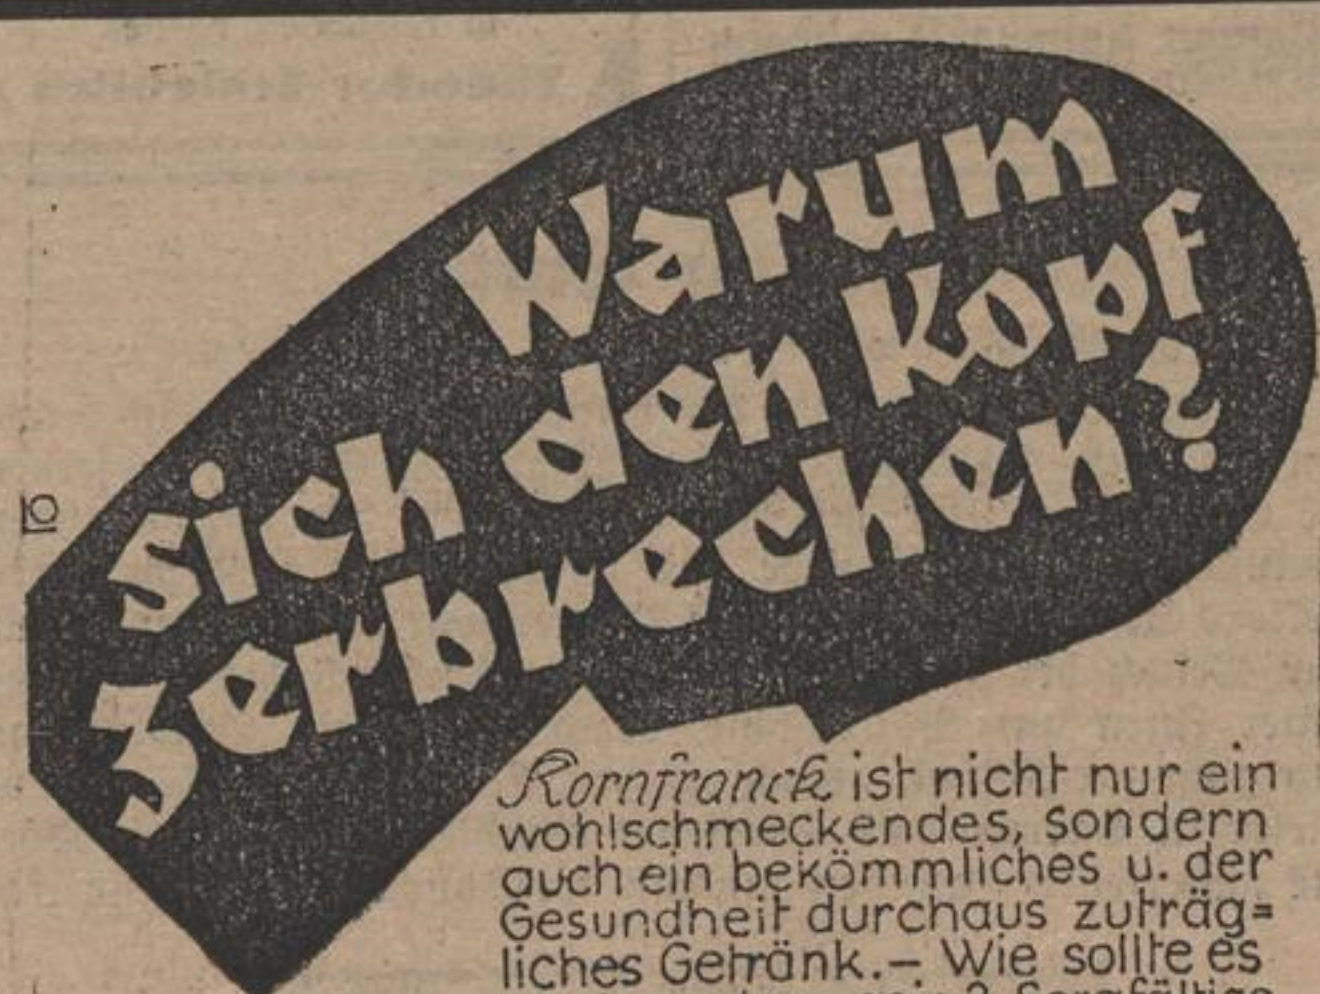 Warum
sich den Kopf
zerbrechen?
Kornfranck ist nicht nur ein
wohlschmeckendes, sondern
auch ein bekömmliches u. der
Gesundheit durchaus zuträg=
liches Getränk.– Wie sollte es